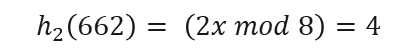 h₂(662) = (2x mod 8) = 4